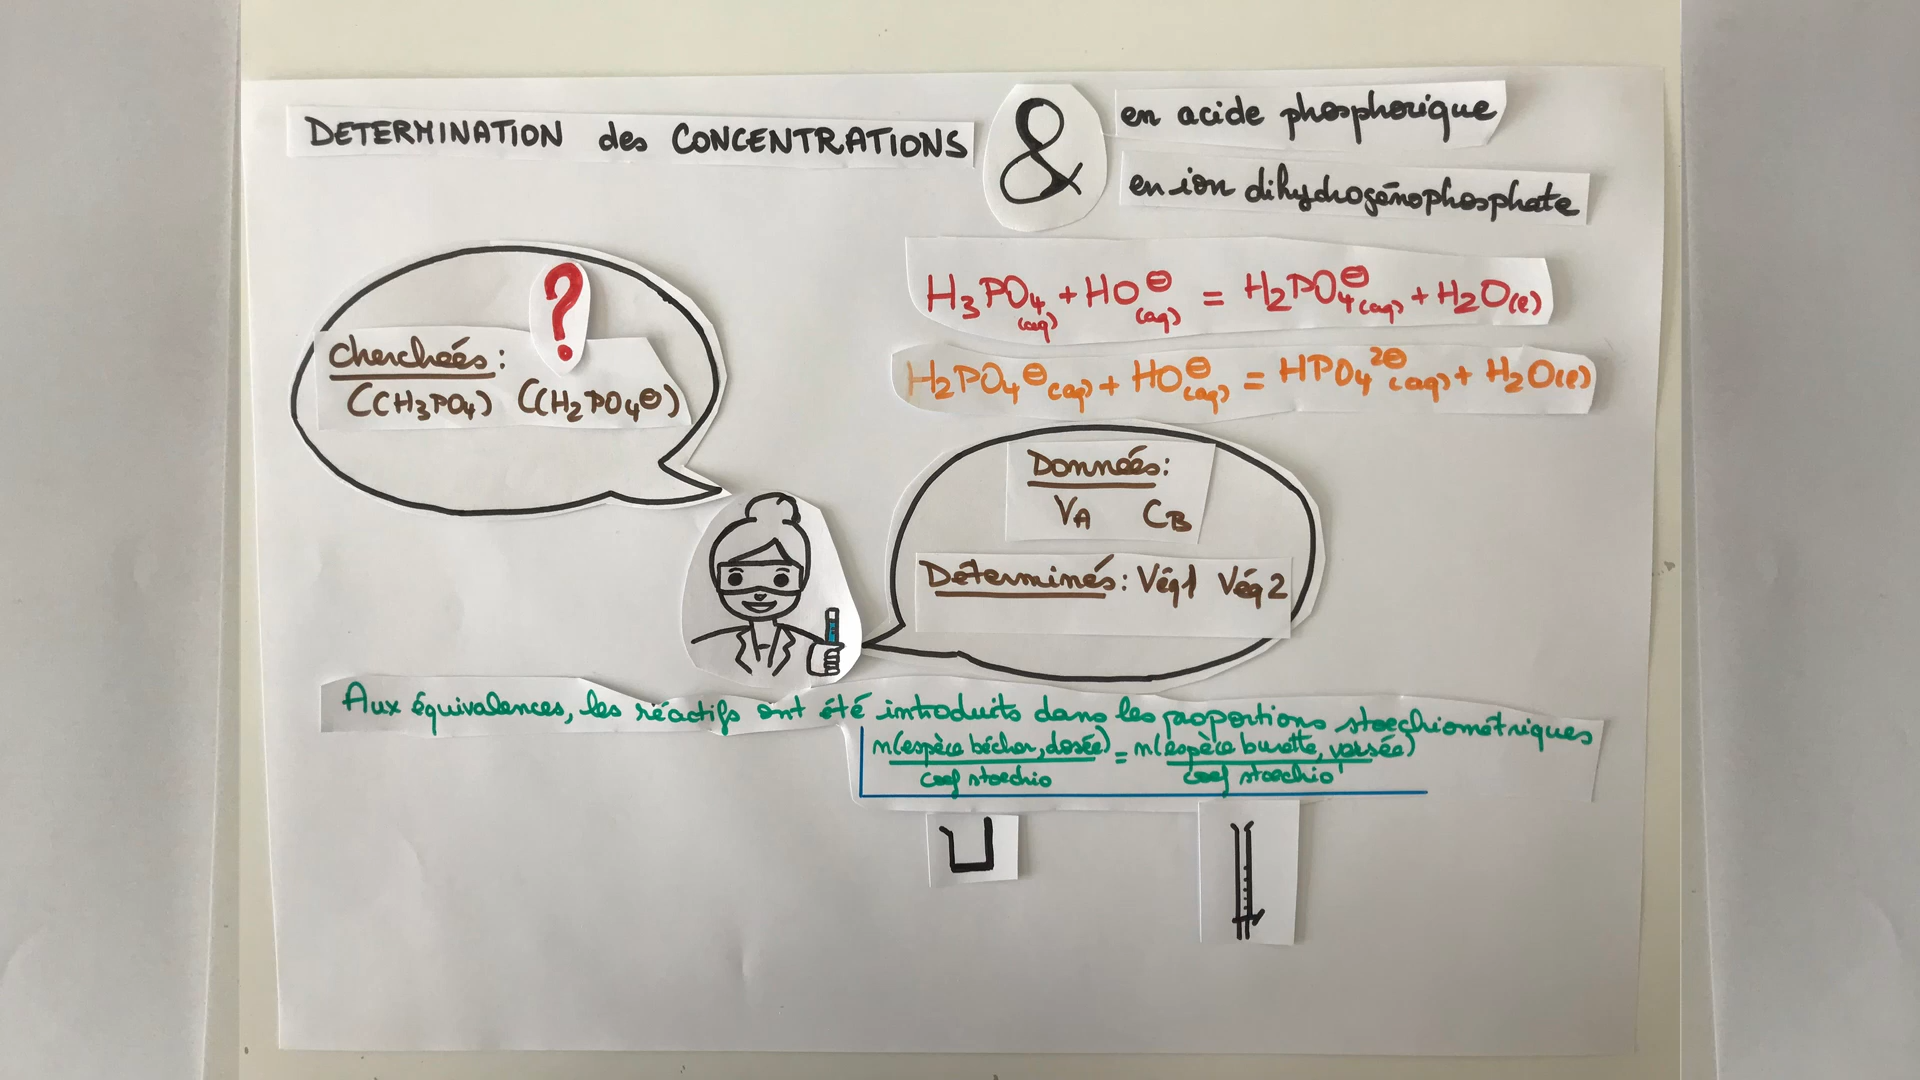 DETERMINATION des CONCENTRATIONS
&
en acide phosphorique
en ion dihydrogénophosphate
H₃PO₄(aq) + HO⊖(aq) = H₂PO₄⊖(aq) + H₂O(l)
H₂PO₄⊖(aq) + HO⊖(aq) = HPO₄²⊖(aq) + H₂O(l)
?
Cherchées :
C(H₃PO₄) C(H₂PO₄⊖)
Données :
VA CB
Déterminés : Véq1 Véq2
Aux équivalences, les réactifs ont été introduits dans les proportions stoechiométriques
n(espèce bécher, dosée) = n(espèce burette, versée)
coef stoechio coef stoechio'